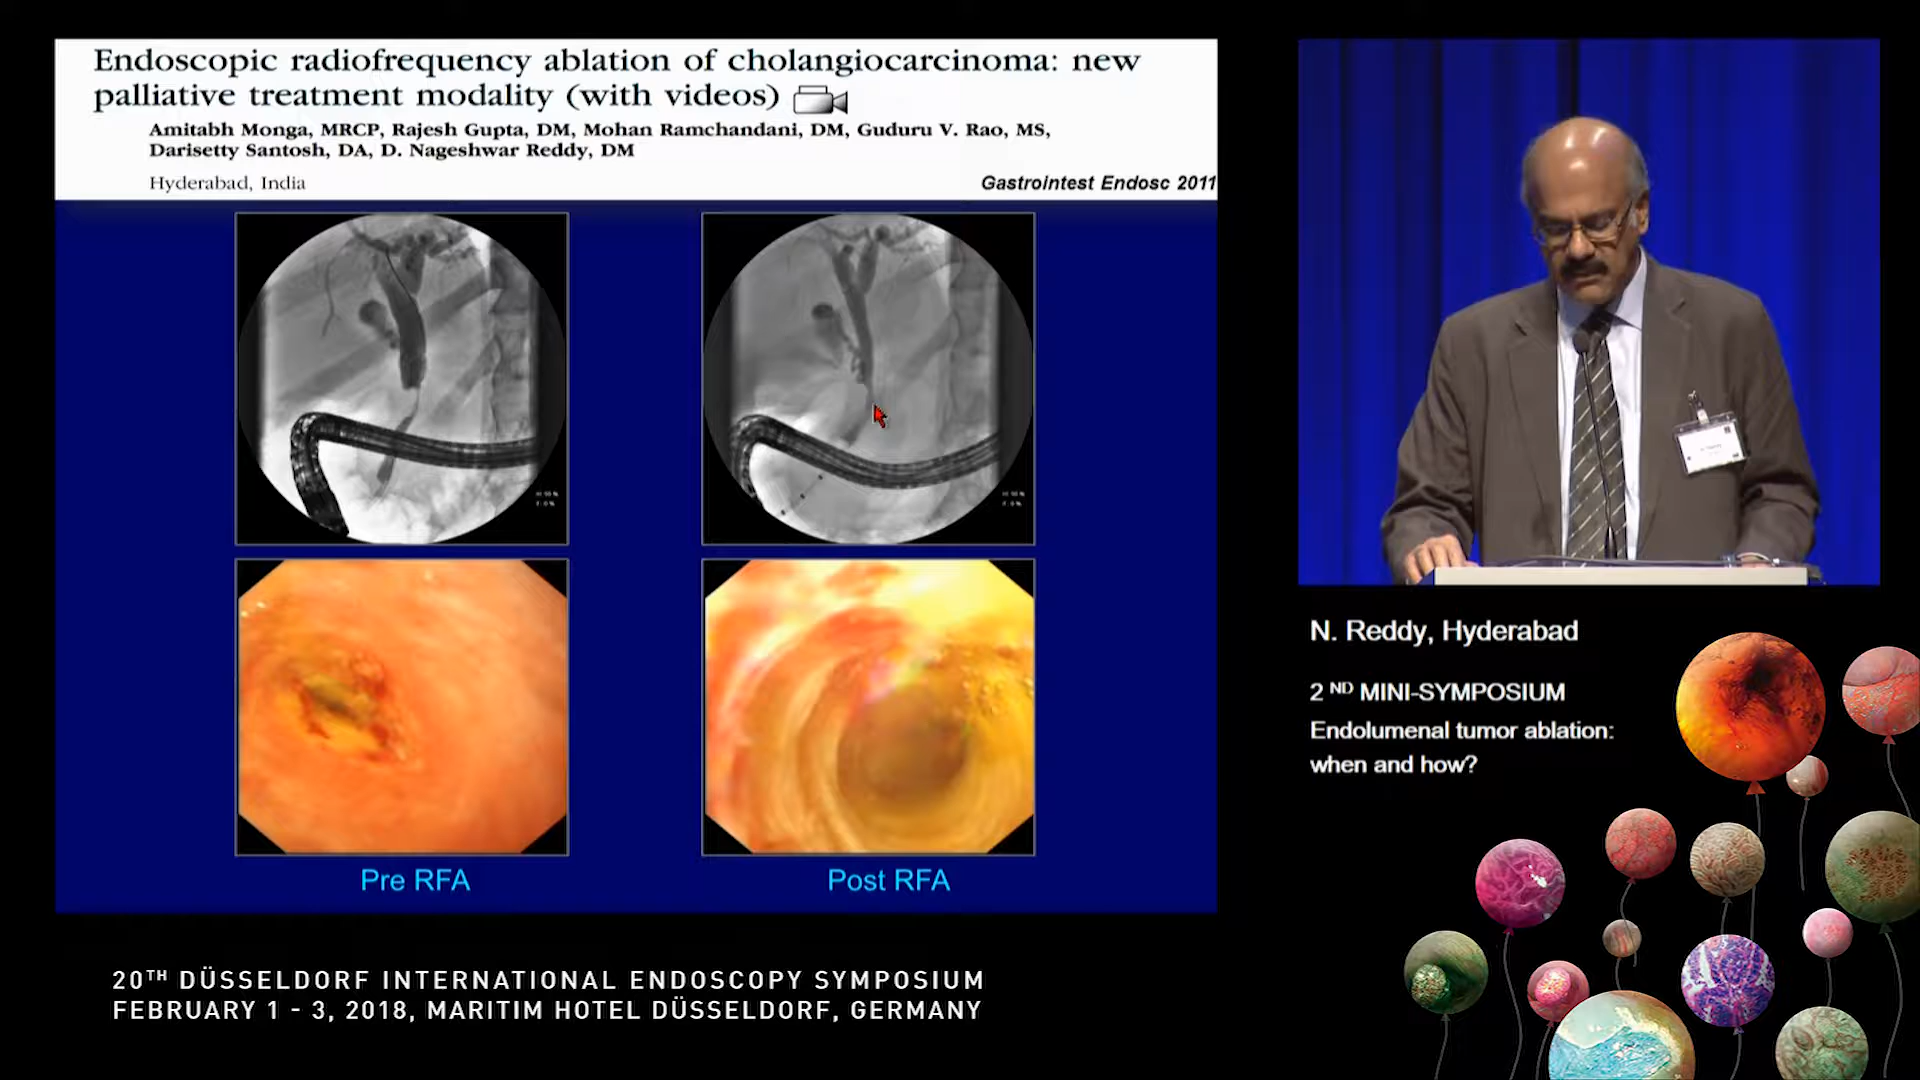 Endoscopic radiofrequency ablation of cholangiocarcinoma: new
palliative treatment modality (with videos)
Amitabh Monga, MRCP, Rajesh Gupta, DM, Mohan Ramchandani, DM, Guduru V. Rao, MS,
Darisetty Santosh, DA, D. Nageshwar Reddy, DM
Hyderabad, India
Gastrointest Endosc 2011
Pre RFA
Post RFA
N. Reddy, Hyderabad
2 ND MINI-SYMPOSIUM
Endolumenal tumor ablation:
when and how?
20TH DÜSSELDORF INTERNATIONAL ENDOSCOPY SYMPOSIUM
FEBRUARY 1 - 3, 2018, MARITIM HOTEL DÜSSELDORF, GERMANY